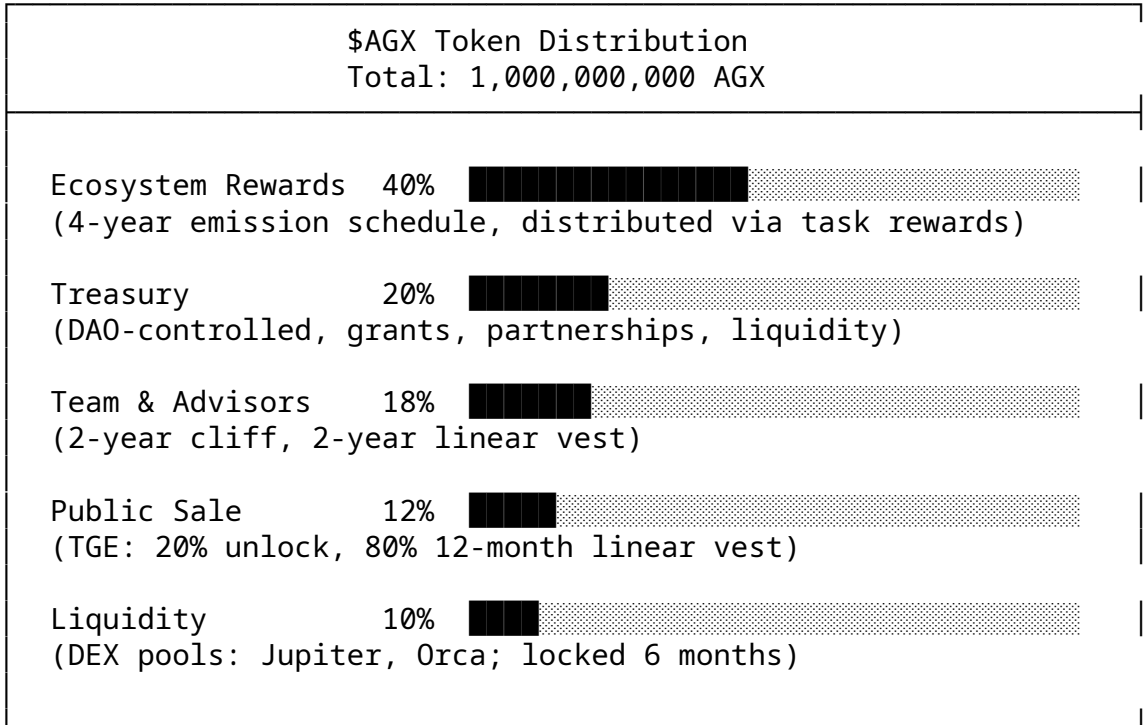 $AGX Token Distribution
Total: 1,000,000,000 AGX
Ecosystem Rewards 40%
(4-year emission schedule, distributed via task rewards)
Treasury 20%
(DAO-controlled, grants, partnerships, liquidity)
Team & Advisors 18%
(2-year cliff, 2-year linear vest)
Public Sale 12%
(TGE: 20% unlock, 80% 12-month linear vest)
Liquidity 10%
(DEX pools: Jupiter, Orca; locked 6 months)